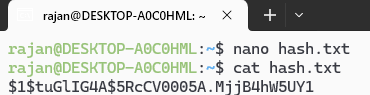 rajan@DESKTOP-A0C0HML: ~
rajan@DESKTOP-A0C0HML:~$ nano hash.txt
rajan@DESKTOP-A0C0HML:~$ cat hash.txt
$1$tuGlIG4A$5RcCV0005A.MjjB4hW5UY1